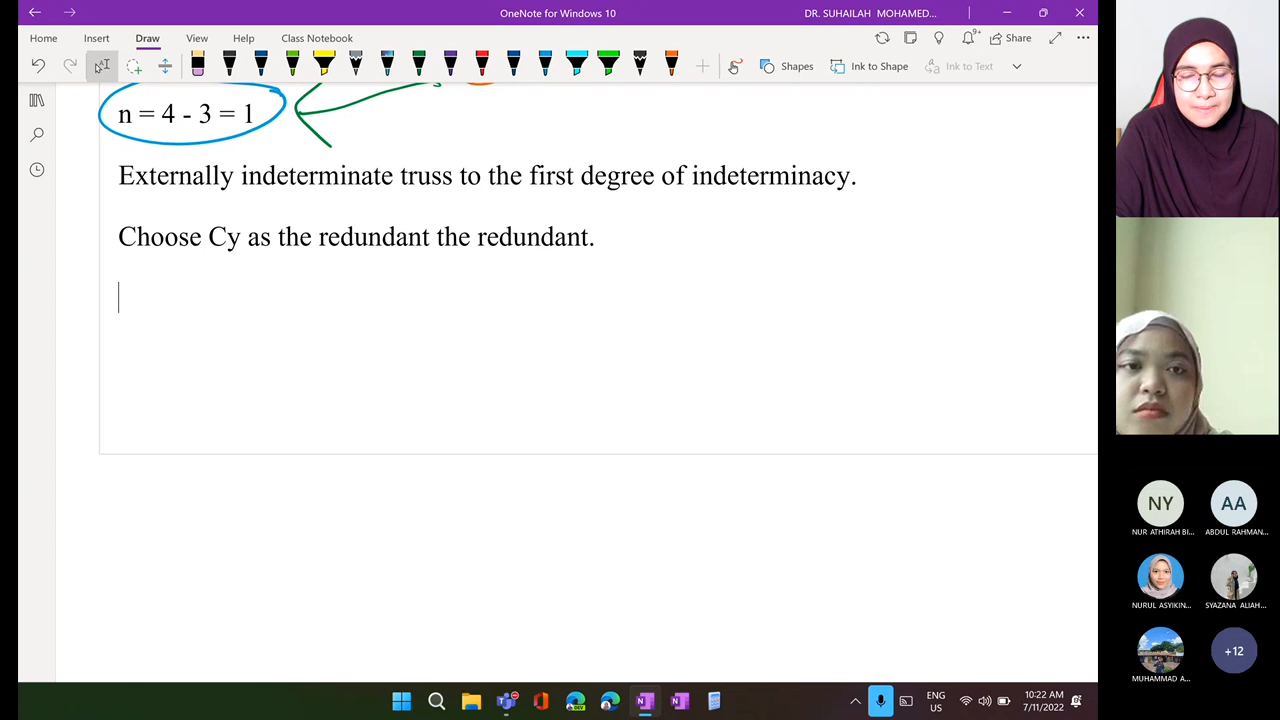 OneNote for Windows 10
DR. SUHAILAH MOHAMED...
Home Insert Draw View Help Class Notebook
9+
Share
Shapes
Ink to Shape
Ink to Text
n = 4 - 3 = 1
Externally indeterminate truss to the first degree of indeterminacy.
Choose Cy as the redundant the redundant.
NY
AA
NUR ATHIRAH BI...
ABDUL RAHMAN...
NURUL ASYIKIN...
SYAZANA ALIAH...
MUHAMMAD A...
+12
DEV
ENG
US
10:22 AM
7/11/2022